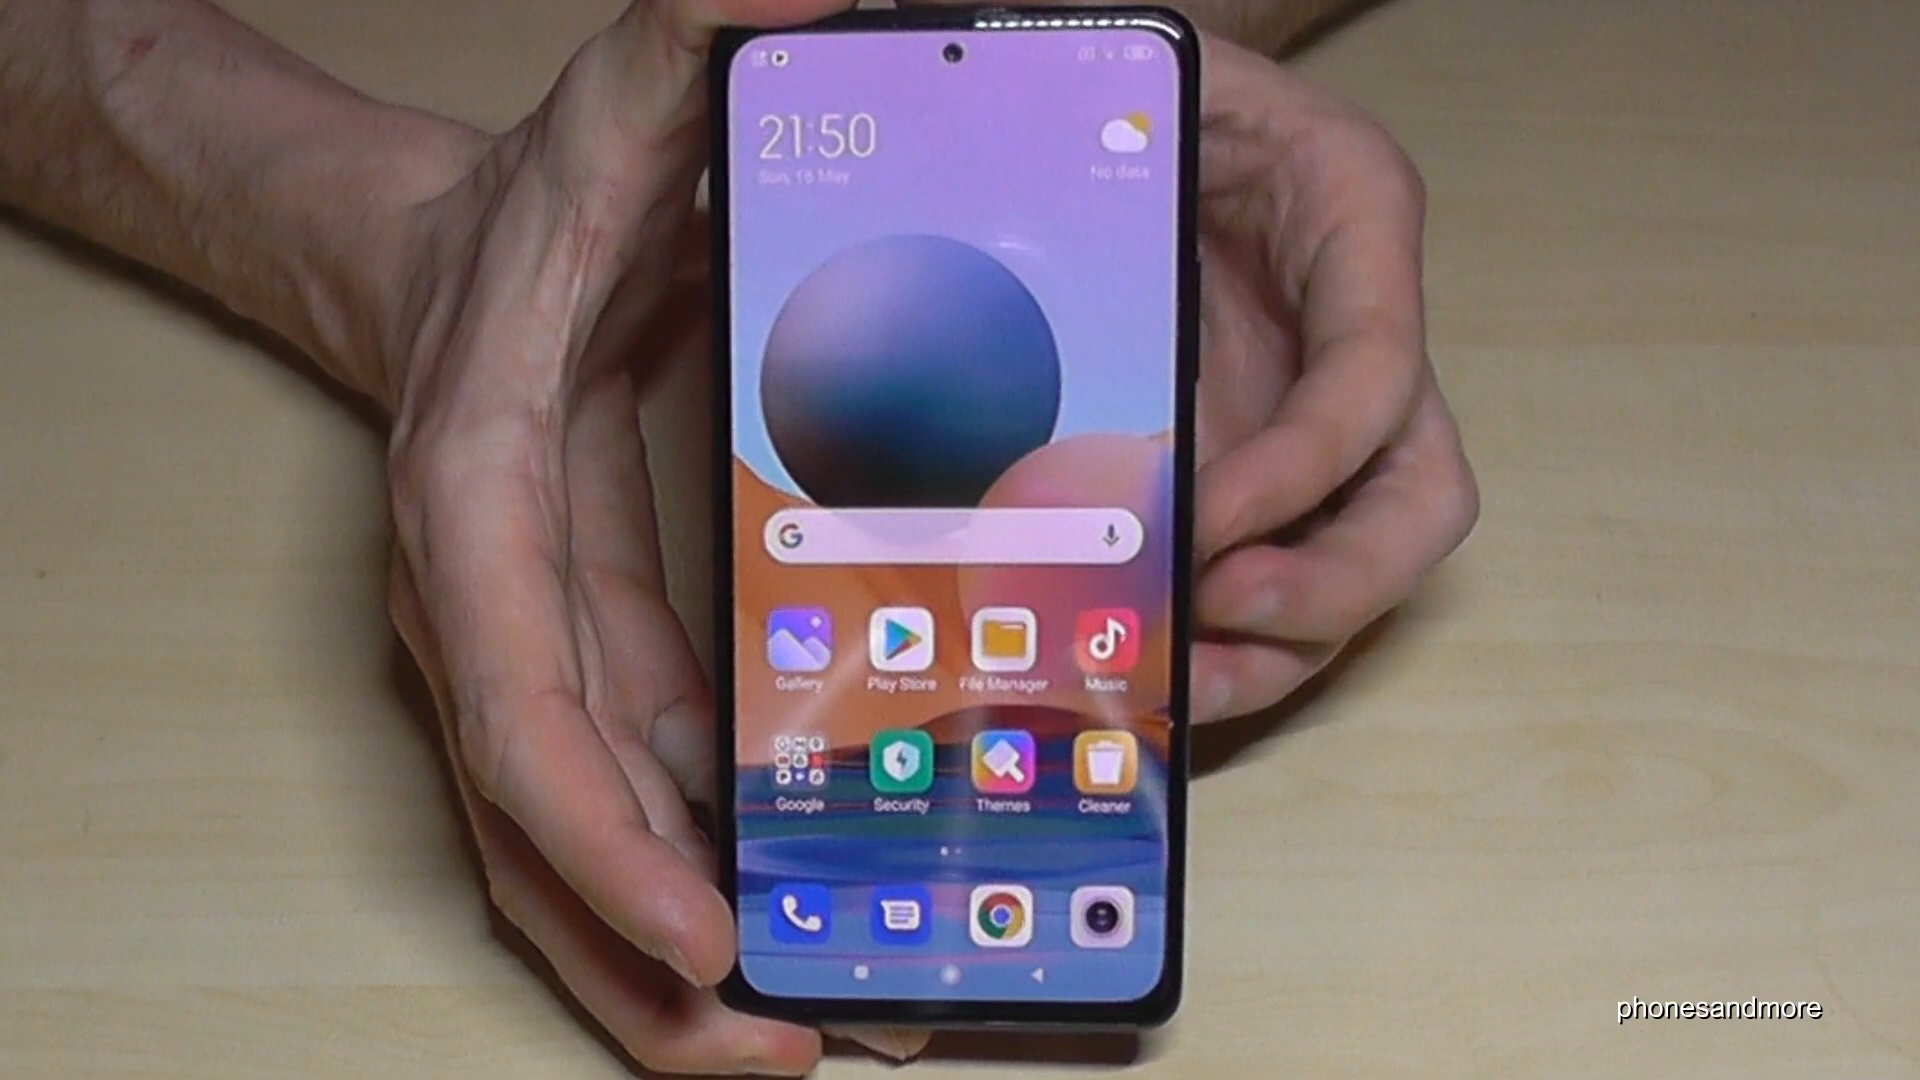 21:50
Sun, 16 May
No data
Gallery
Play Store
File Manager
Music
Google
Security
Themes
Cleaner
phonesandmore